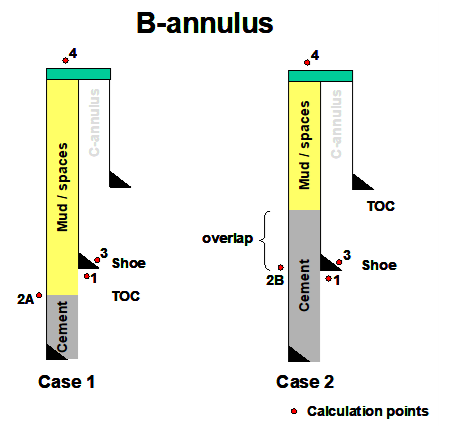 B-annulus
4
4
Mud / spaces
C-annulus
Mud / spaces
C-annulus
TOC
overlap
3
Shoe
1
3
Shoe
1
2A
TOC
2B
Cement
Cement
Case 1
Case 2
Calculation points